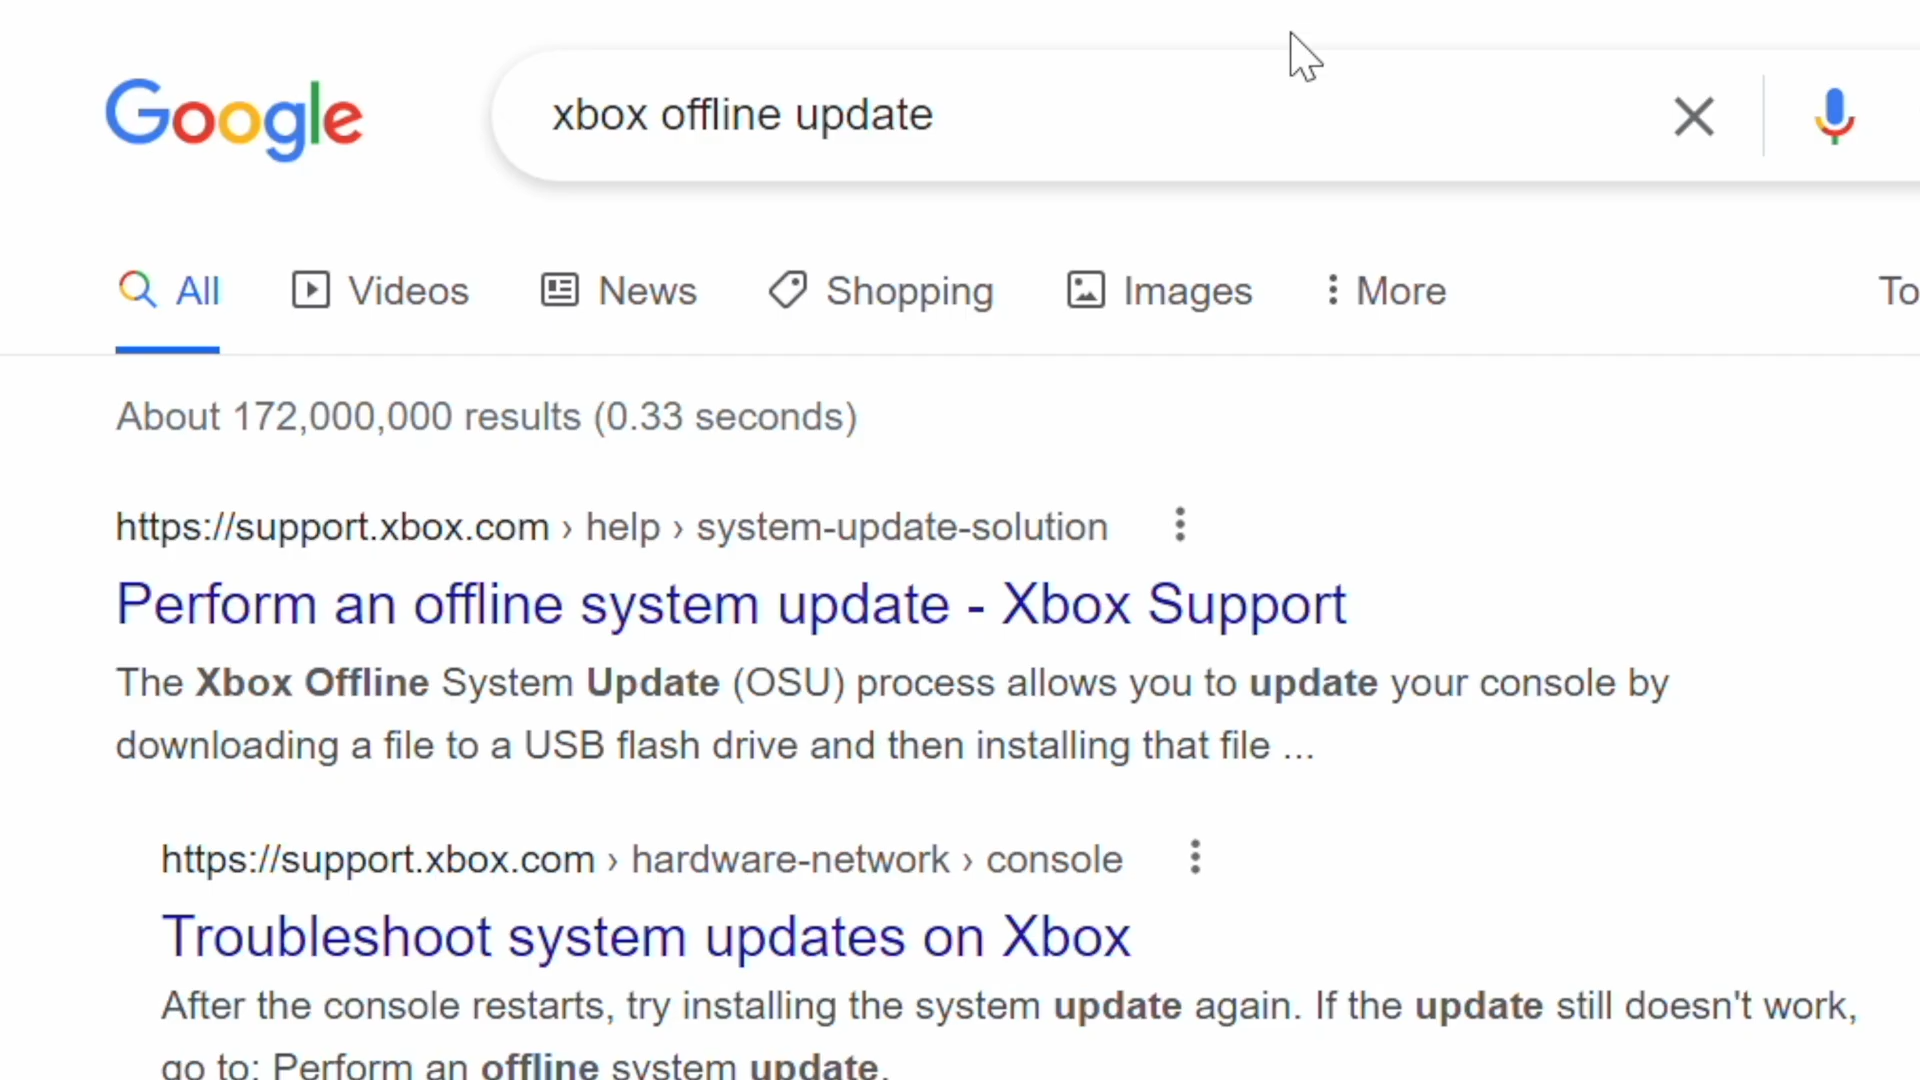 Google
xbox offline update
All Videos News Shopping Images More To
About 172,000,000 results (0.33 seconds)
https://support.xbox.com › help › system-update-solution
Perform an offline system update - Xbox Support
The Xbox Offline System Update (OSU) process allows you to update your console by
downloading a file to a USB flash drive and then installing that file ...
https://support.xbox.com › hardware-network › console
Troubleshoot system updates on Xbox
After the console restarts, try installing the system update again. If the update still doesn't work,
go to: Perform an offline system update.